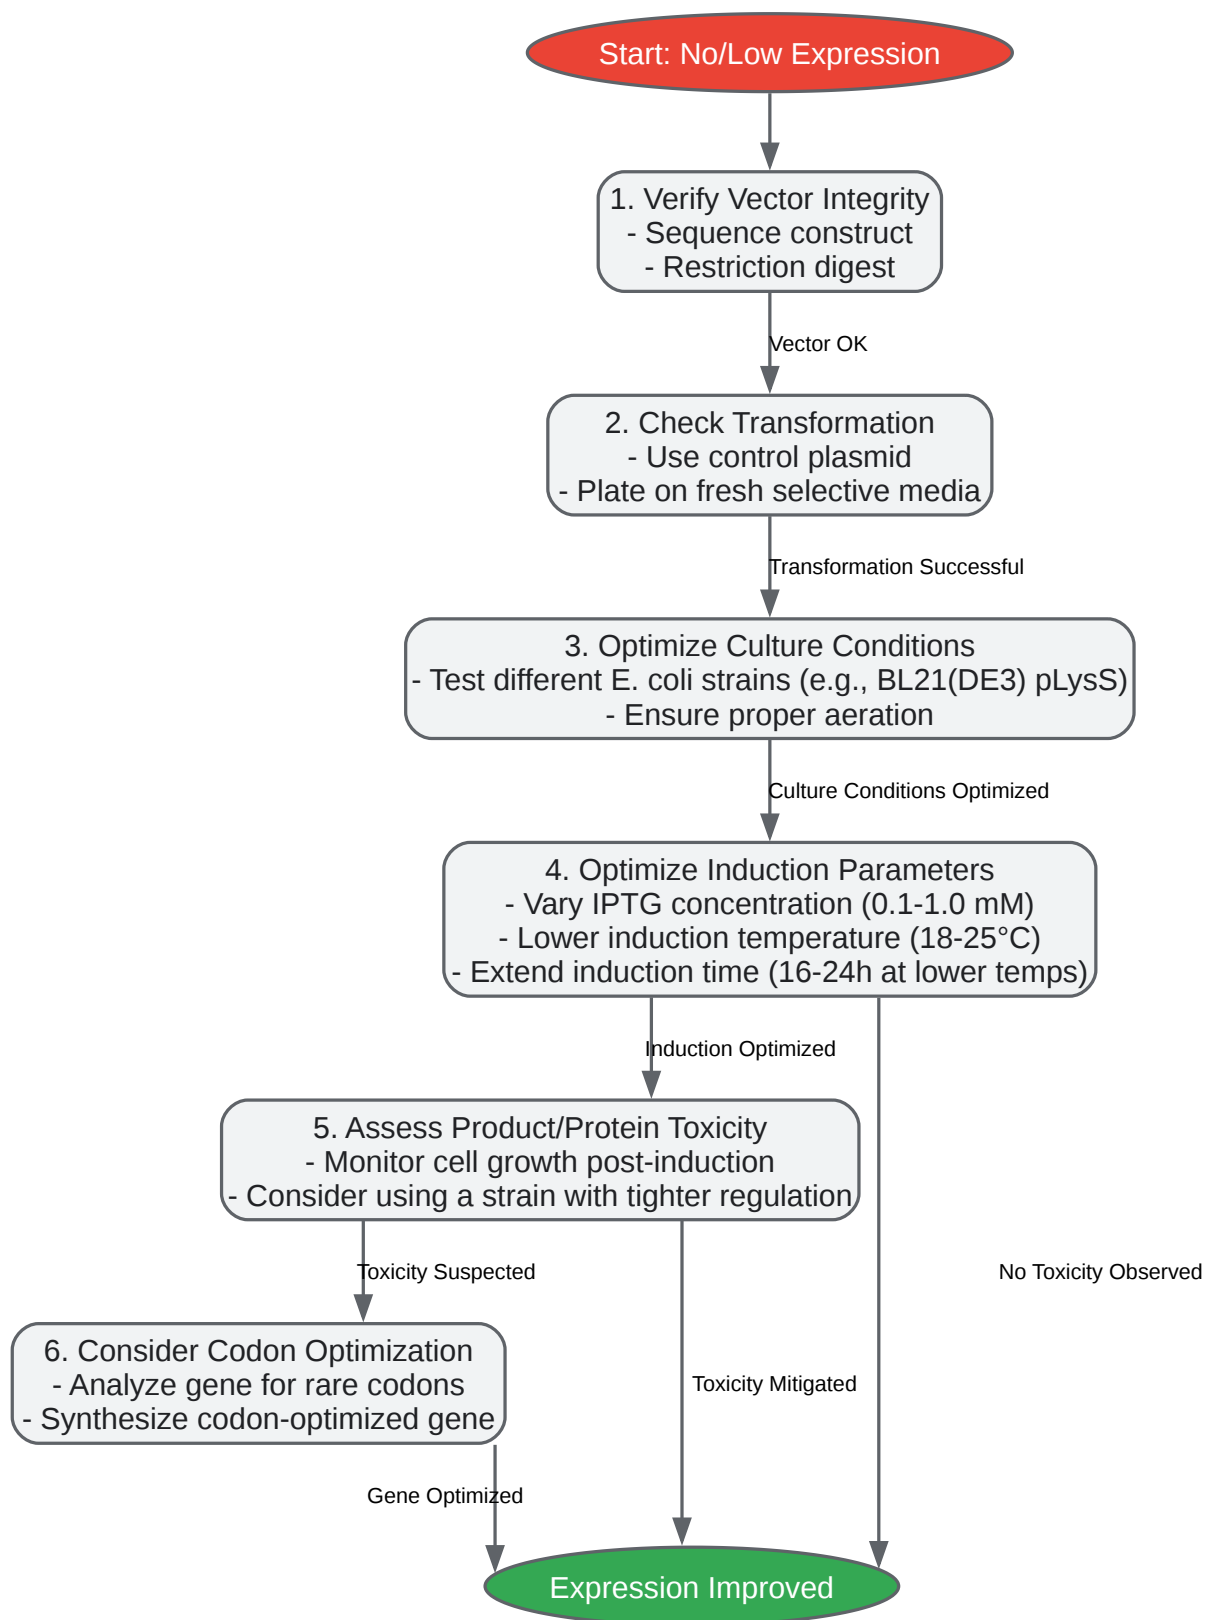 Start: No/Low Expression
1. Verify Vector Integrity
- Sequence construct
- Restriction digest
Vector OK
2. Check Transformation
- Use control plasmid
- Plate on fresh selective media
Transformation Successful
3. Optimize Culture Conditions
- Test different E. coli strains (e.g., BL21(DE3) pLysS)
- Ensure proper aeration
Culture Conditions Optimized
4. Optimize Induction Parameters
- Vary IPTG concentration (0.1-1.0 mM)
- Lower induction temperature (18-25°C)
- Extend induction time (16-24h at lower temps)
Induction Optimized
5. Assess Product/Protein Toxicity
- Monitor cell growth post-induction
- Consider using a strain with tighter regulation
Toxicity Suspected
No Toxicity Observed
6. Consider Codon Optimization
- Analyze gene for rare codons
- Synthesize codon-optimized gene
Toxicity Mitigated
Gene Optimized
Expression Improved